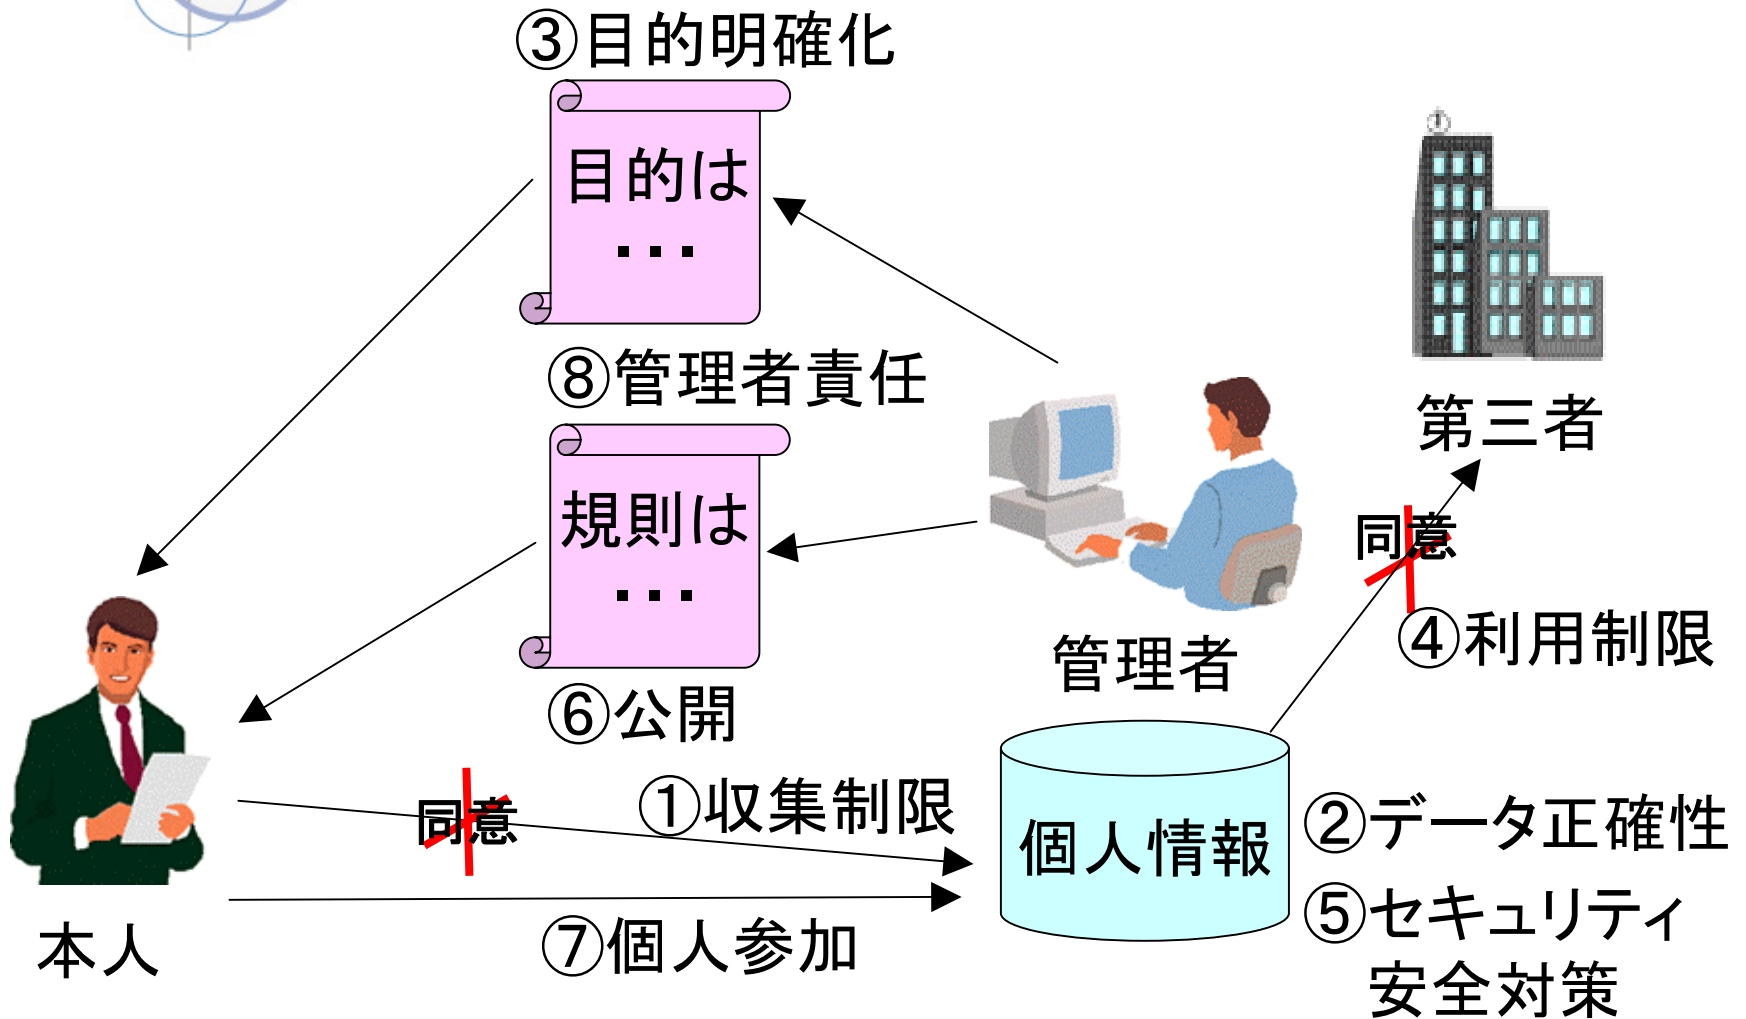 ③目的明確化
目的は
・・・
⑧管理者責任
第三者
規則は
・・・
同意
④利用制限
管理者
⑥公開
同意
①収集制限
個人情報
②データ正確性
⑤セキュリティ
安全対策
⑦個人参加
本人